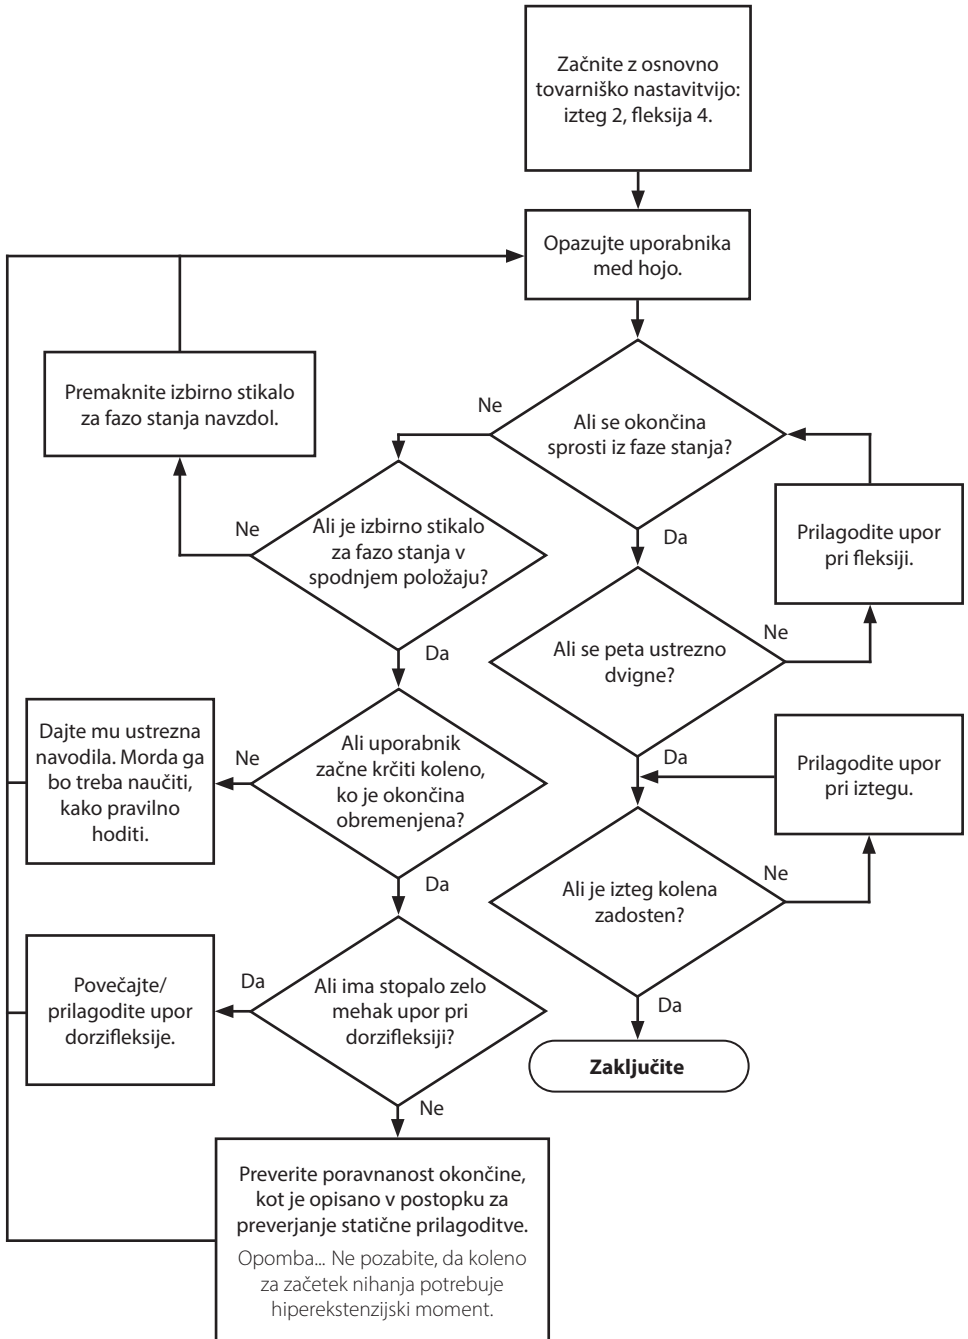 Začnite z osnovno
tovarniško nastavitvijo:
izteg 2, fleksija 4.
Opazujte uporabnika
med hojo.
Premaknite izbirno stikalo
za fazo stanja navzdol.
Ne
Ali se okončina
sprosti iz faze stanja?
Ne
Ali je izbirno stikalo
za fazo stanja v
spodnjem položaju?
Da
Prilagodite upor
pri fleksiji.
Da
Ali se peta ustrezno
dvigne?
Ne
Dajte mu ustrezna
navodila. Morda ga
bo treba naučiti,
kako pravilno
hoditi.
Ne
Ali uporabnik
začne krčiti koleno,
ko je okončina
obremenjena?
Da
Prilagodite upor
pri iztegu.
Da
Ali je izteg kolena
zadosten?
Ne
Povečajte/
prilagodite upor
dorzifleksije.
Da
Ali ima stopalo zelo
mehak upor pri
dorzifleksiji?
Da
Zaključite
Ne
Preverite poravnanost okončine,
kot je opisano v postopku za
preverjanje statične prilagoditve.
Opomba... Ne pozabite, da koleno
za začetek nihanja potrebuje
hiperekstenzijski moment.